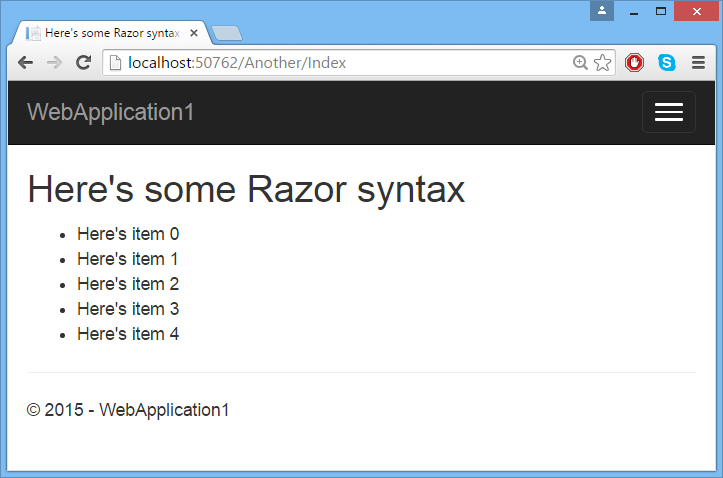 Here's some Razor syntax
localhost:50762/Another/Index
WebApplication1
Here's some Razor syntax
Here's item 0
Here's item 1
Here's item 2
Here's item 3
Here's item 4
© 2015 - WebApplication1